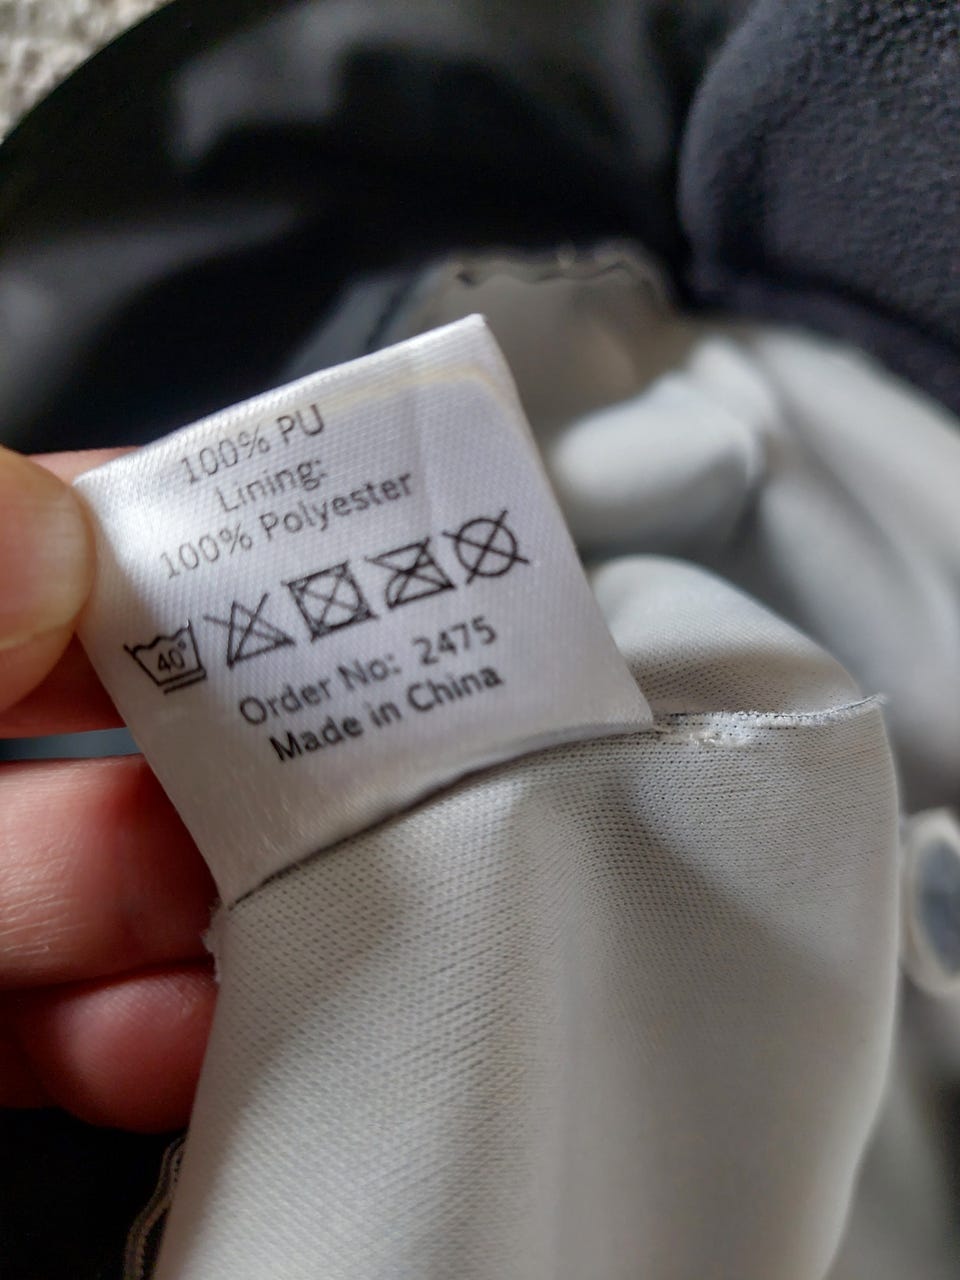 100% PU
Lining:
100% Polyester
40°
Order No: 2475
Made in China